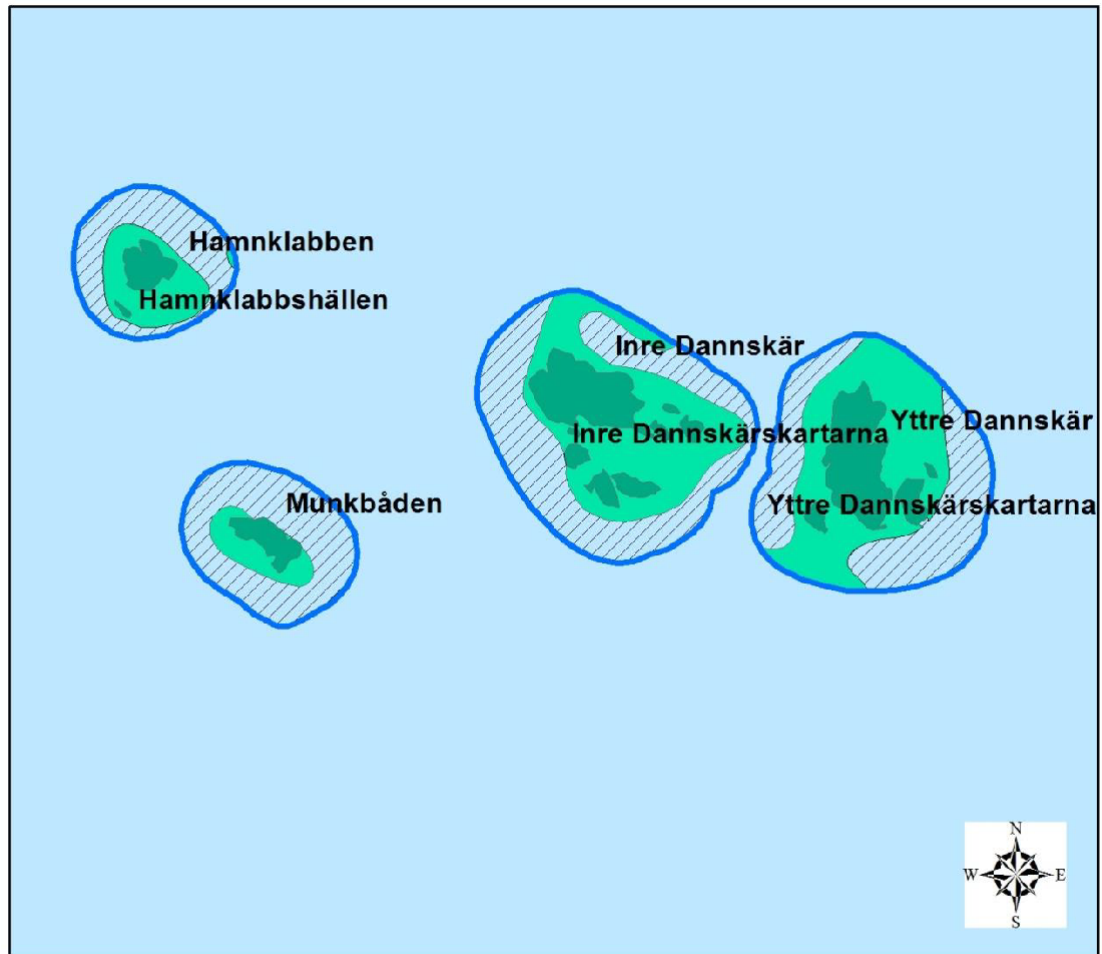 Hamnklabben
Hamnklabbshällen
Inre Dannskär
Yttre Dannskär
Inre Dannskärskartarna
Munkbåden
Yttre Dannskärskartarna
N
W E
S